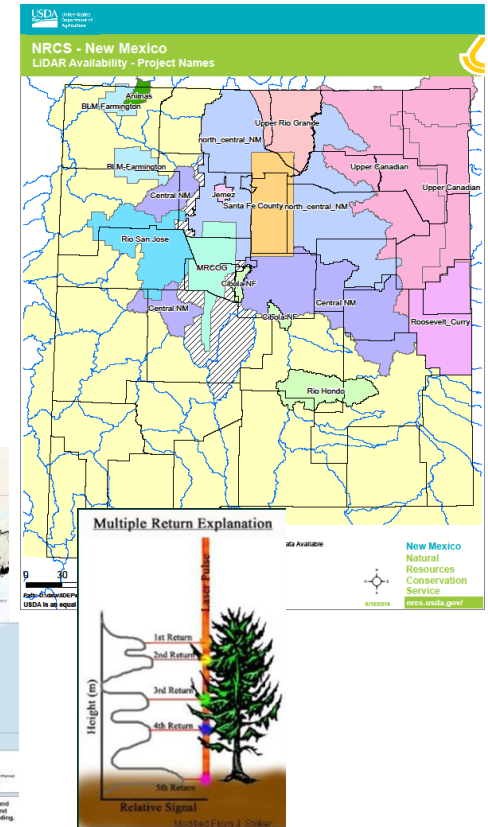 USDA
United States
Department of
Agriculture
NRCS - New Mexico
LiDAR Availability - Project Names
Animas
BLM-Farmington
Upper Rio Grande
north_central_NM
BLM-Farmington
Upper Canadian
Upper Canadian
Central NM
Jemez
Santa Fe County
north_central_NM
Rio San Jose
MRCOG
Cibola-NF
Central NM
Central NM
Cibola-NF
Roosevelt_Curry
Rio Hondo
0 30
USDA is an equal
ata Available
New Mexico
Natural
Resources
Conservation
Service
nrcs.usda.gov/
Multiple Return Explanation
Laser Pulse
1st Return
2nd Return
3rd Return
4th Return
5th Return
Height (m)
Relative Signal
Modified From J. Stoker